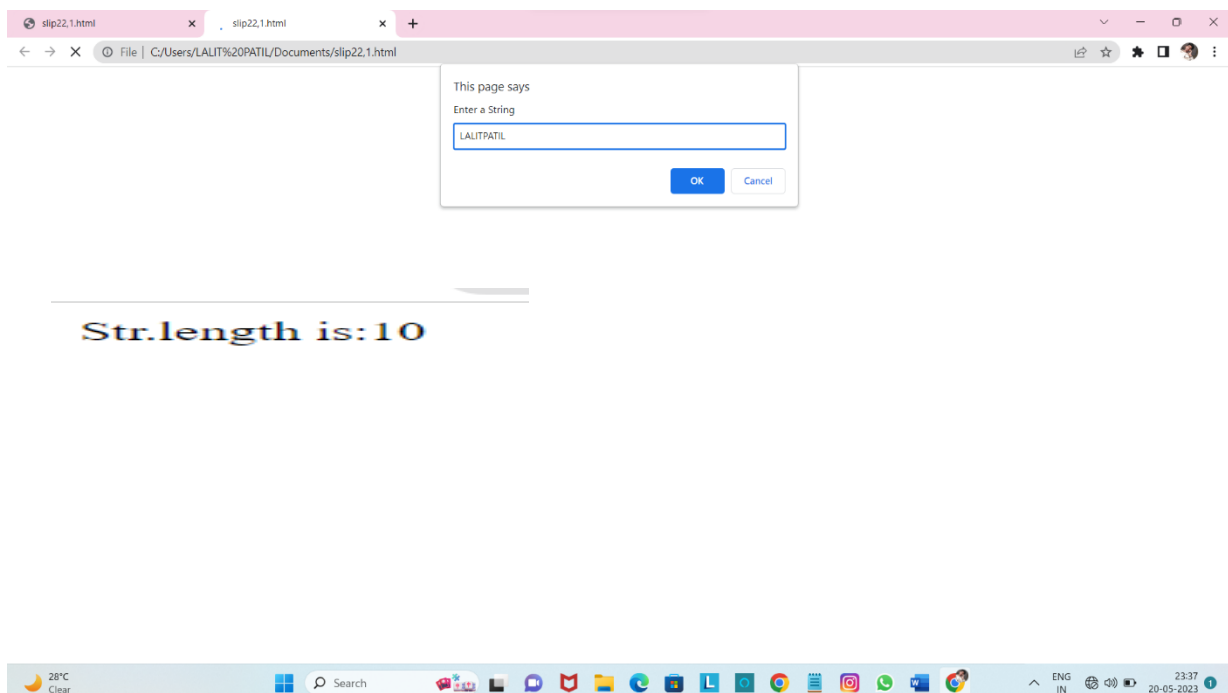 slip22,1.html
slip22,1.html
File | C:/Users/LALIT%20PATIL/Documents/slip22,1.html
This page says
Enter a String
LALITPATIL
OK Cancel
Str.length is:10
28°C
Clear
Search
ENG
IN
23:37
20-05-2023
1